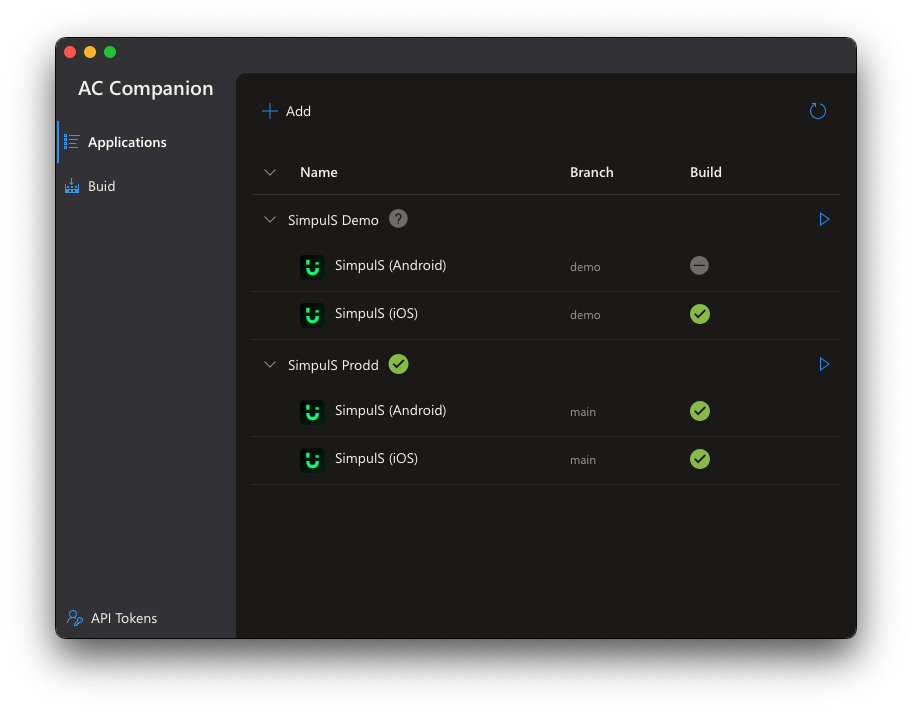 AC Companion
Applications
Buid
API Tokens
Add
Name Branch Build
SimpulS Demo ?
SimpulS (Android) demo
SimpulS (iOS) demo
SimpulS Prodd
SimpulS (Android) main
SimpulS (iOS) main